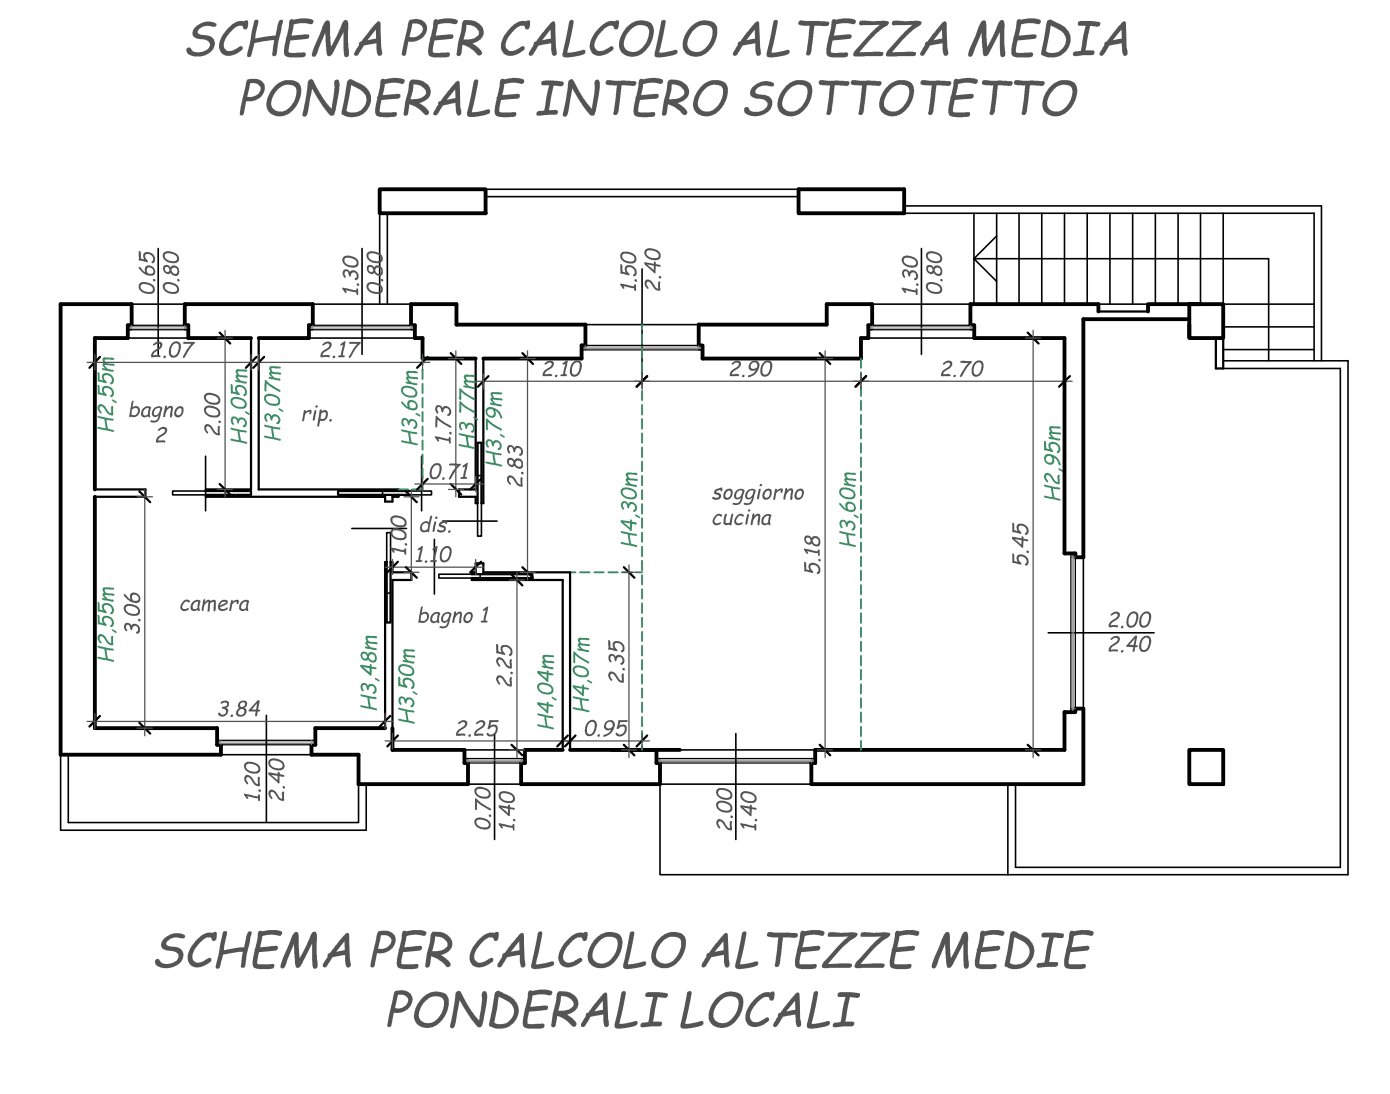 SCHEMA PER CALCOLO ALTEZZA MEDIA
PONDERALE INTERO SOTTOTETTO
0.65
0.80
1.30
0.80
1.50
2.40
1.30
0.80
2.07
2.17
2.10
2.90
2.70
H2,55m
bagno
2
2.00
H3,05m
H3,07m
rip.
H3,60m
1.73
H3,77m
H3,79m
0.71
2.83
H4,30m
soggiorno
cucina
H3,60m
5.18
H2,95m
5.45
1.00
dis.
1.10
H2,55m
3.06
camera
bagno 1
2.00
2.40
H3,48m
H3,50m
2.25
H4,04m
H4,07m
2.35
3.84
2.25
0.95
1.20
2.40
0.70
1.40
2.00
1.40
SCHEMA PER CALCOLO ALTEZZE MEDIE
PONDERALI LOCALI